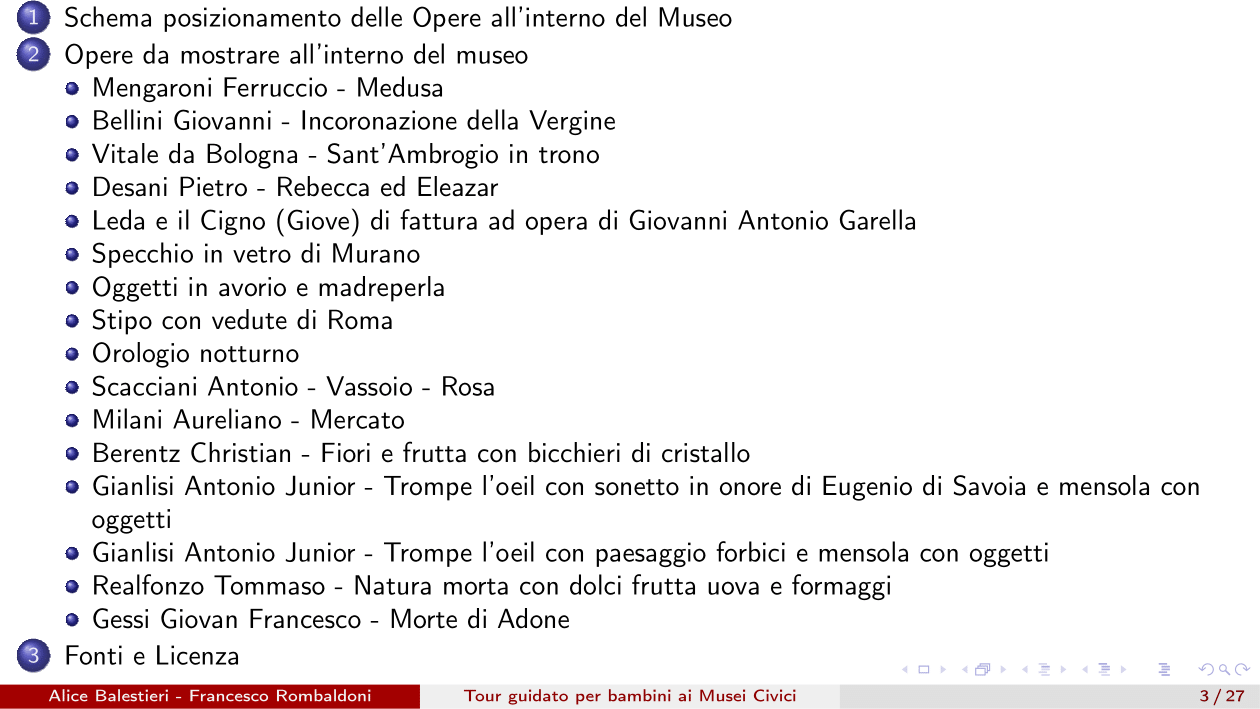 1 Schema posizionamento delle Opere all'interno del Museo
2 Opere da mostrare all'interno del museo
Mengaroni Ferruccio - Medusa
Bellini Giovanni - Incoronazione della Vergine
Vitale da Bologna - Sant'Ambrogio in trono
Desani Pietro - Rebecca ed Eleazar
Leda e il Cigno (Giove) di fattura ad opera di Giovanni Antonio Garella
Specchio in vetro di Murano
Oggetti in avorio e madreperla
Stipo con vedute di Roma
Orologio notturno
Scacciani Antonio - Vassoio - Rosa
Milani Aureliano - Mercato
Berentz Christian - Fiori e frutta con bicchieri di cristallo
Gianlisi Antonio Junior - Trompe l'oeil con sonetto in onore di Eugenio di Savoia e mensola con
oggetti
Gianlisi Antonio Junior - Trompe l'oeil con paesaggio forbici e mensola con oggetti
Realfonzo Tommaso - Natura morta con dolci frutta uova e formaggi
Gessi Giovan Francesco - Morte di Adone
3 Fonti e Licenza
Alice Balestieri - Francesco Rombaldoni Tour guidato per bambini ai Musei Civici 3 / 27